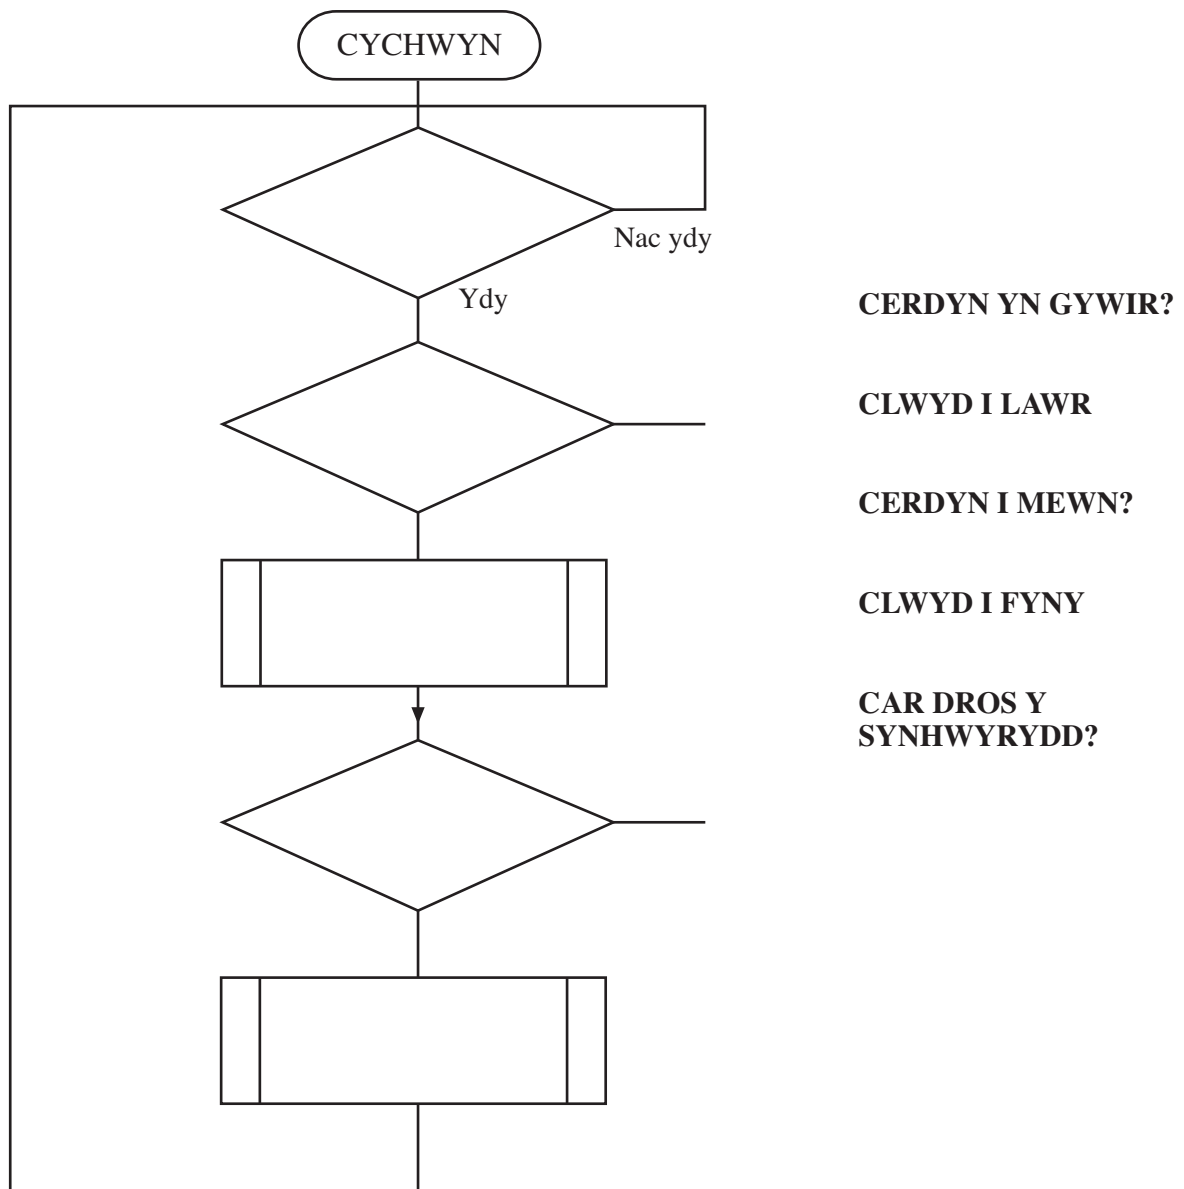 CYCHWYN
Nac ydy
Ydy
CERDYN YN GYWIR?
CLWYD I LAWR
CERDYN I MEWN?
CLWYD I FYNY
CAR DROS Y
SYNHWYRYDD?